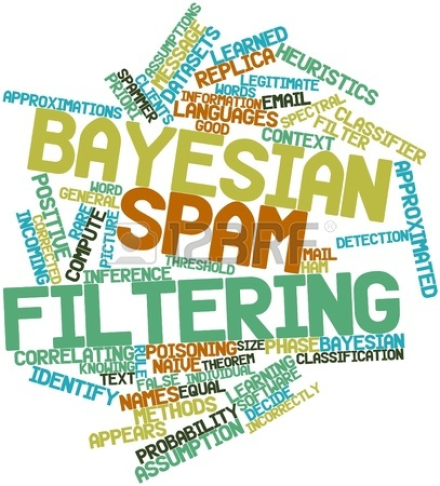 ASSUMPTIONS
MESSAGE
LEARNED
CLIENTS
DATASETS
SPAMMER
PRIORI
REPLICA
HEURISTICS
LEGITIMATE
WORDS
INFORMATION
EMAIL
APPROXIMATIONS
LANGUAGES
SPECTRAL
CLASSIFIER
FILTER
GOOD
CONTEXT
BAYESIAN
APPROXIMATED
POSITIVE
WORD
GENERAL
SPAM
INCOMING
CORRECTED
RARE
COMPUTE
PICTURE
DETECTION
MAIL
HAM
INFERENCE
THRESHOLD
123RF
FILTERING
CORRELATING
RULE
POISONING
SIZE
PHASE
BAYESIAN
KNOWING
NAIVE
THEOREM
CLASSIFICATION
IDENTIFY
TEXT
FALSE
INDIVIDUAL
LEARNING
SOFTWARE
NAMES
EQUAL
DECIDE
INCORRECTLY
METHODS
APPEARS
PROBABILITY
ASSUMPTION